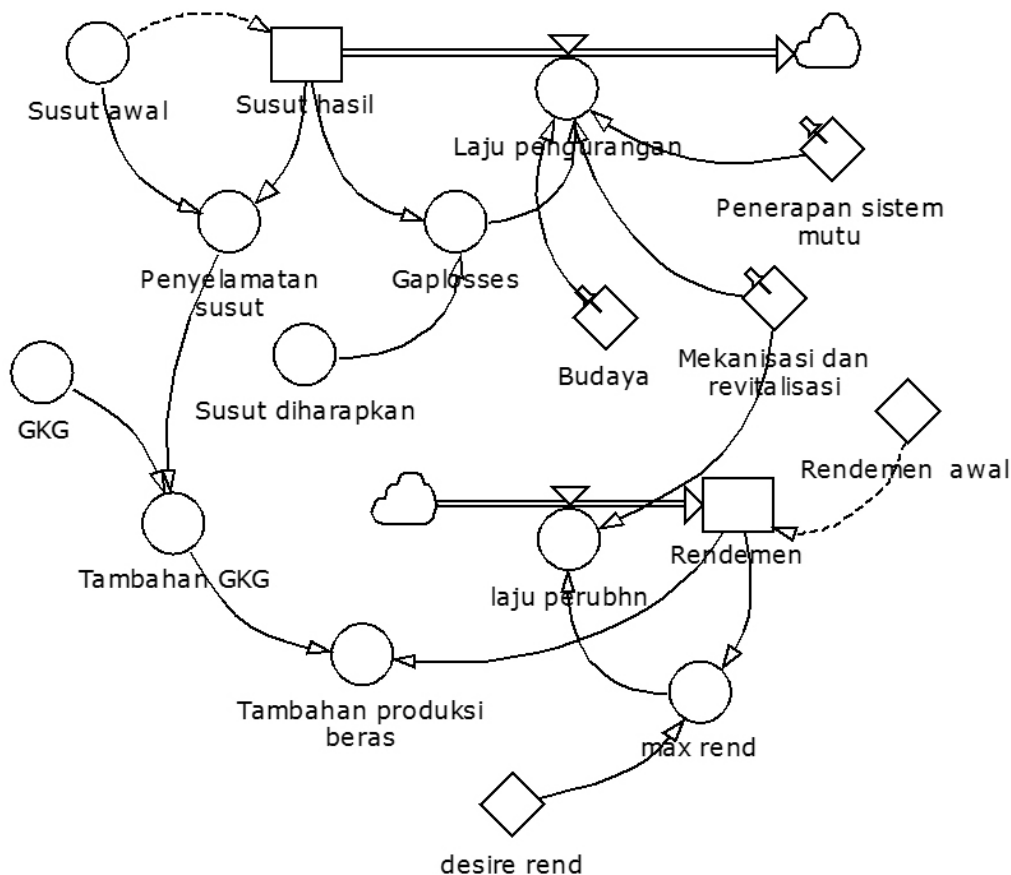 Susut awal
Susut hasil
Laju pengurangan
Penerapan sistem
mutu
Penyelamatan
susut
Gaplosses
Budaya
Mekanisasi dan
revitalisasi
GKG
Susut diharapkan
Rendemen awal
Rendemen
Tambahan GKG
laju perubhn
Tambahan produksi
beras
max rend
desire rend